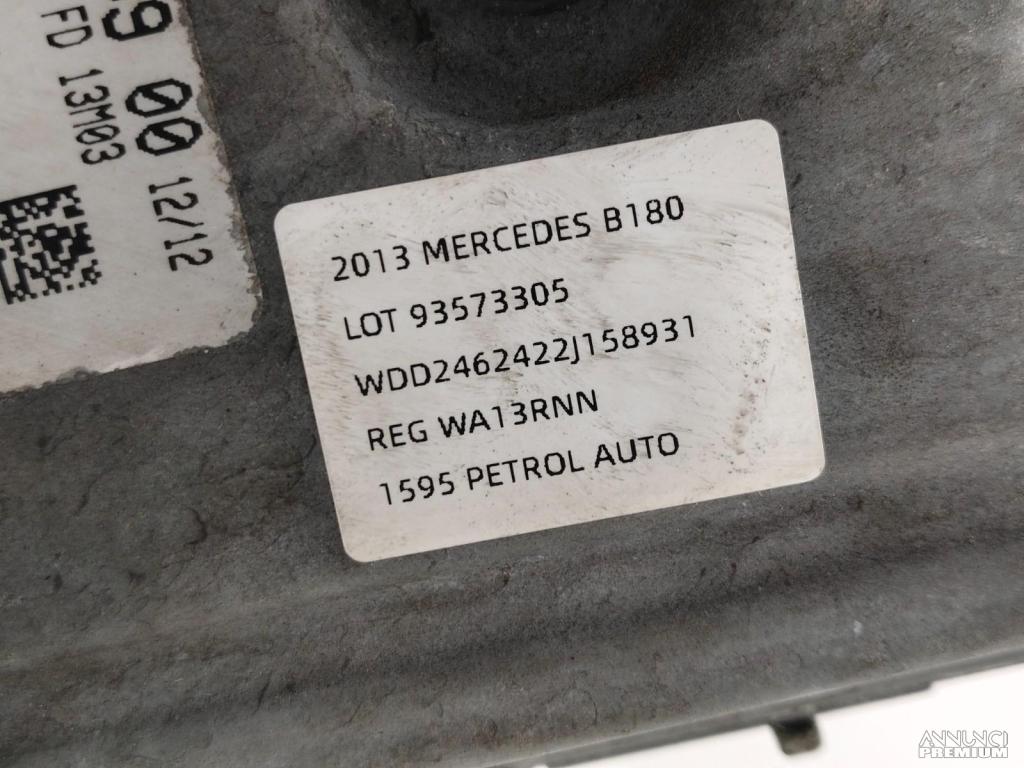 9 00 12/12
FD 13M03
2013 MERCEDES B180
LOT 93573305
WDD2462422J158931
REG WA13RNN
1595 PETROL AUTO
ANNUNCI
PREMIUM